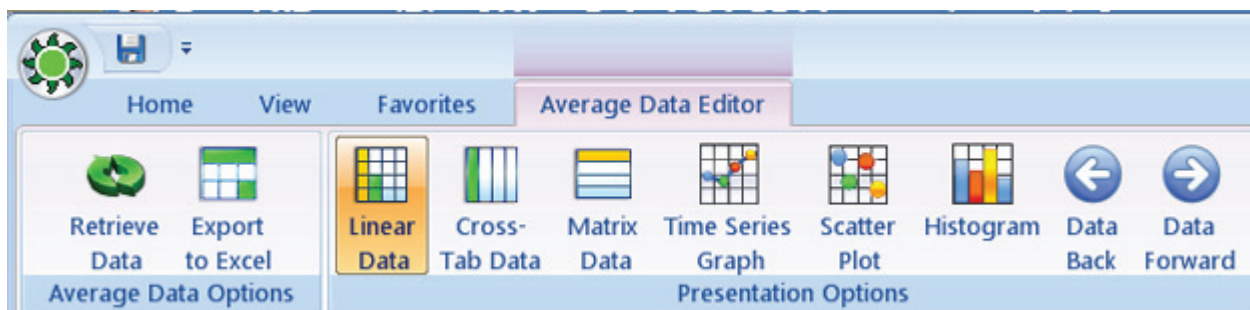 Home View Favorites Average Data Editor
Retrieve Data Export to Excel Linear Data Cross-Tab Data Matrix Data Time Series Graph Scatter Plot Histogram Data Back Data Forward
Average Data Options Presentation Options